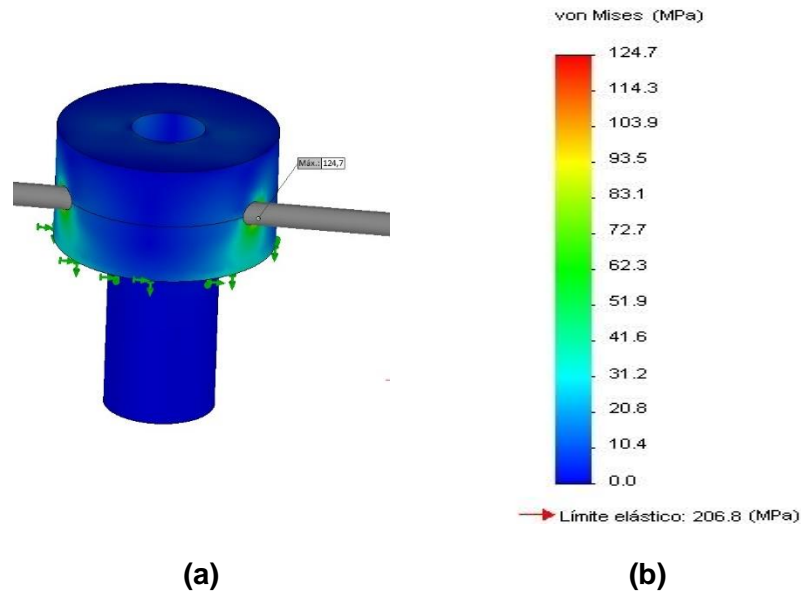 von Mises (MPa)
Máx.: 124,7
124.7
114.3
103.9
93.5
83.1
72.7
62.3
51.9
41.6
31.2
20.8
10.4
0.0
Límite elástico: 206.8 (MPa)
(a)
(b)